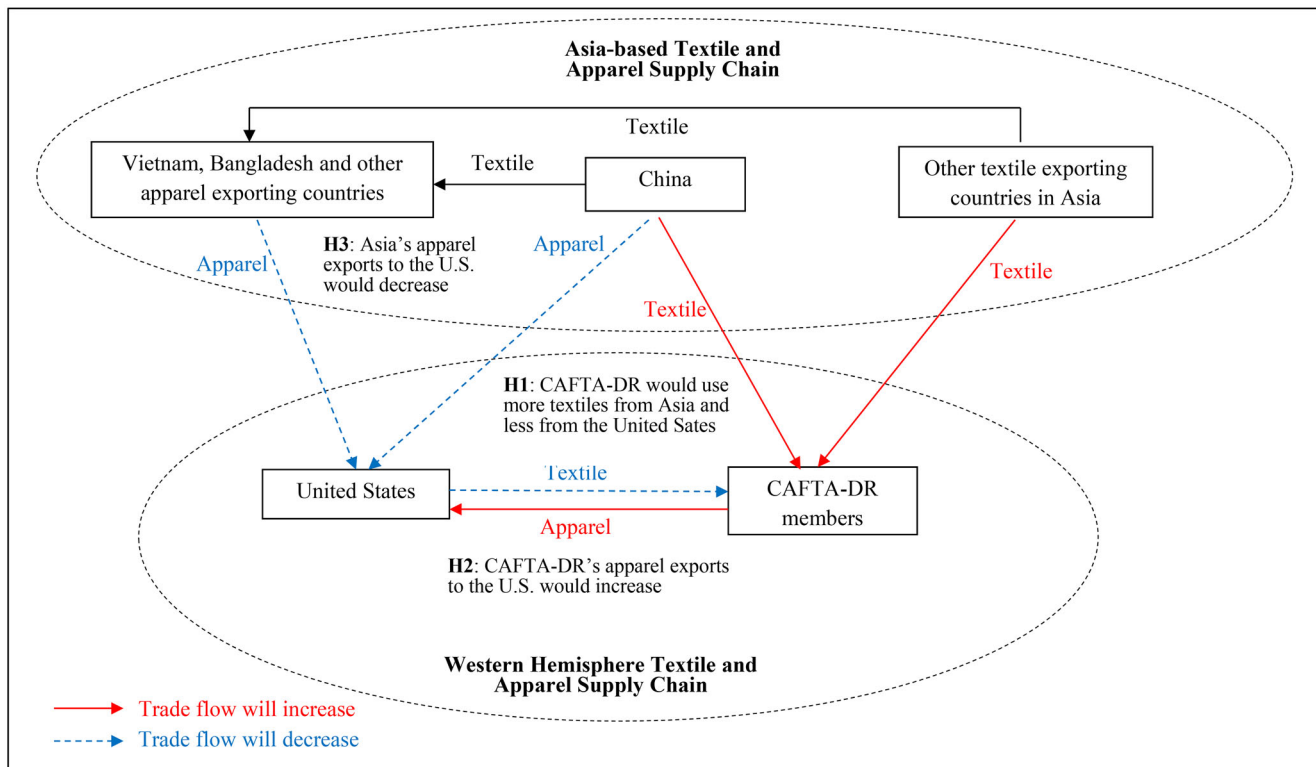 Asia-based Textile and
Apparel Supply Chain
Textile
Vietnam, Bangladesh and other
apparel exporting countries
Textile
China
Other textile exporting
countries in Asia
Apparel
H3: Asia's apparel
exports to the U.S.
would decrease
Apparel
Textile
Textile
H1: CAFTA-DR would use
more textiles from Asia and
less from the United Sates
United States
Textile
CAFTA-DR
members
Apparel
H2: CAFTA-DR's apparel exports
to the U.S. would increase
Western Hemisphere Textile and
Apparel Supply Chain
Trade flow will increase
Trade flow will decrease